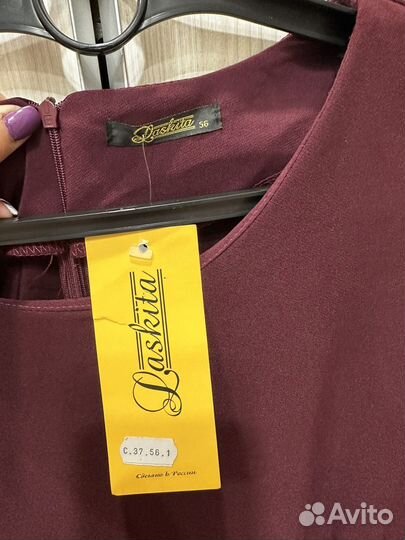 Laskita 56
Laskita
C.37.56.1
Сделано в России
Avito